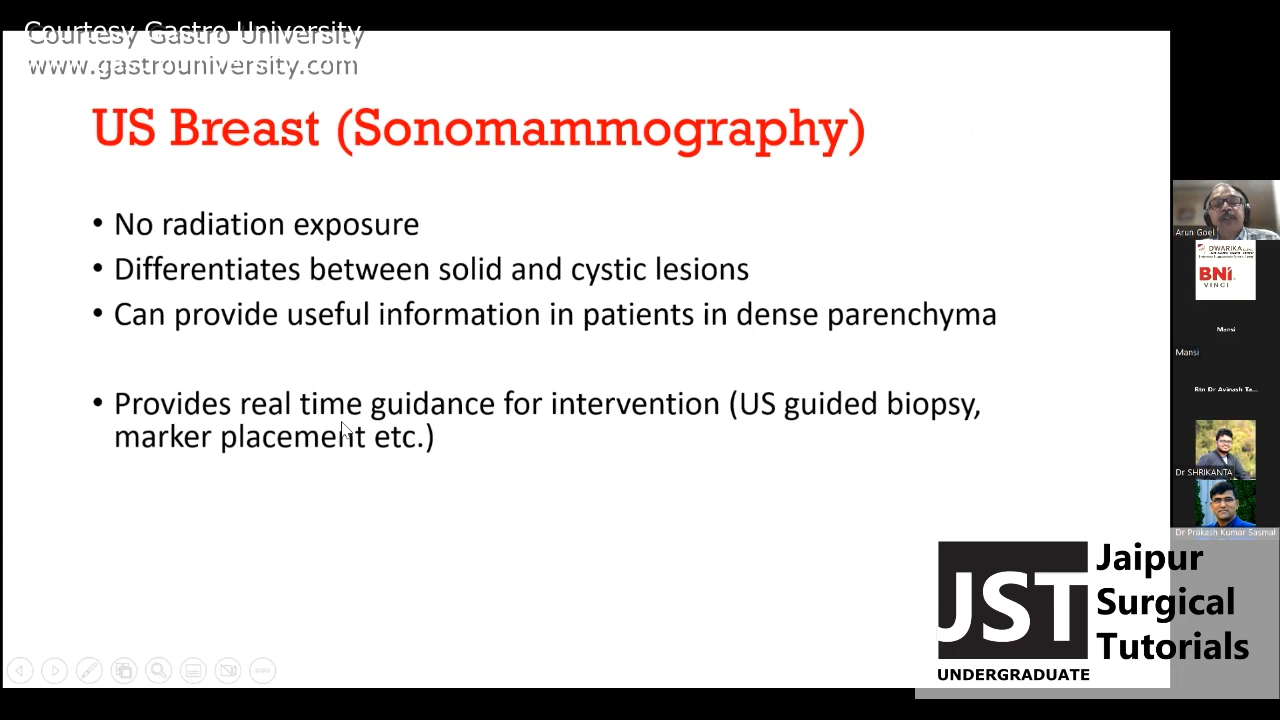 Courtesy Gastro University
www.gastrouniversity.com
US Breast (Sonomammography)
• No radiation exposure
• Differentiates between solid and cystic lesions
• Can provide useful information in patients in dense parenchyma
• Provides real time guidance for intervention (US guided biopsy,
marker placement etc.)
Arun Goel
DWARIKA
BNI
VINCI
Mansi
Mansi
Rtn Dr Avinash Ta...
Dr SHRIKANTA
Dr Prakash Kumar Sasmal
JST
UNDERGRADUATE
Jaipur
Surgical
Tutorials